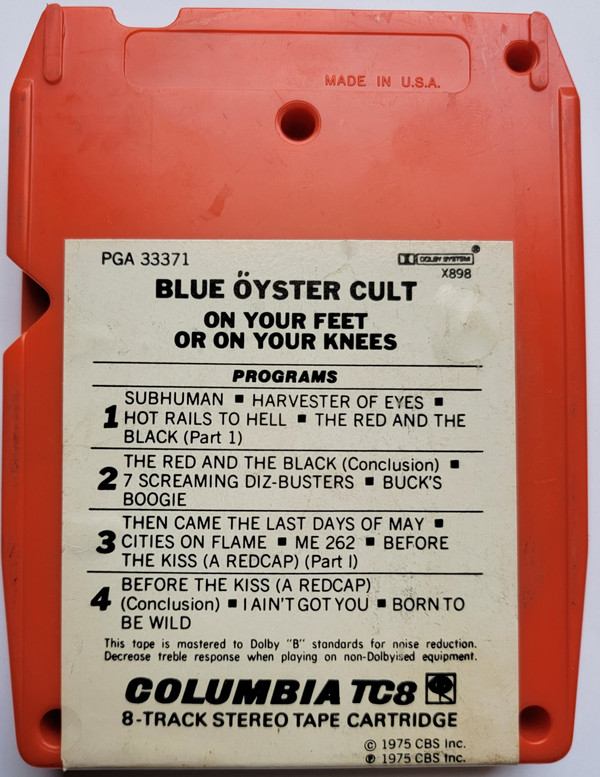 MADE IN U.S.A.
PGA 33371
DOLBY SYSTEM ®
X898
BLUE ÖYSTER CULT
ON YOUR FEET
OR ON YOUR KNEES
PROGRAMS
1 SUBHUMAN ■ HARVESTER OF EYES ■
HOT RAILS TO HELL ■ THE RED AND THE
BLACK (Part 1)
2 THE RED AND THE BLACK (Conclusion) ■
7 SCREAMING DIZ-BUSTERS ■ BUCK'S
BOOGIE
3 THEN CAME THE LAST DAYS OF MAY ■
CITIES ON FLAME ■ ME 262 ■ BEFORE
THE KISS (A REDCAP) (Part I)
4 BEFORE THE KISS (A REDCAP)
(Conclusion) ■ I AIN'T GOT YOU ■ BORN TO
BE WILD
This tape is mastered to Dolby "B" standards for noise reduction.
Decrease treble response when playing on non-Dolbyised equipment.
COLUMBIA TC8
8-TRACK STEREO TAPE CARTRIDGE
© 1975 CBS Inc.
℗ 1975 CBS Inc.